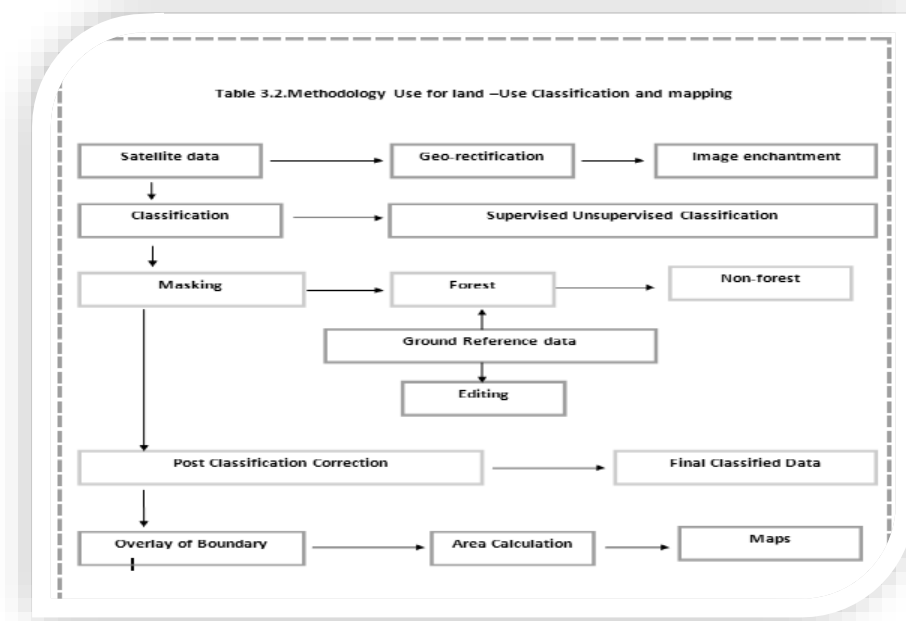 Table 3.2.Methodology Use for land –Use Classification and mapping
Satellite data
Geo-rectification
Image enchantment
Classification
Supervised Unsupervised Classification
Masking
Forest
Non-forest
Ground Reference data
Editing
Post Classification Correction
Final Classified Data
Overlay of Boundary
Area Calculation
Maps